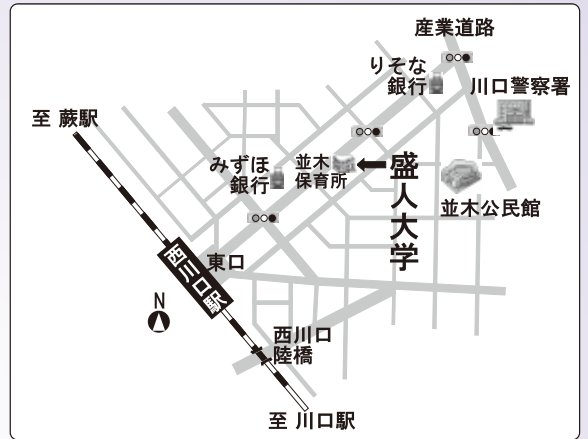 産業道路
りそな
銀行
川口警察署
至 蕨駅
みずほ
銀行
並木
保育所
盛人大学
並木公民館
東口
西川口駅
N
西川口
陸橋
至 川口駅